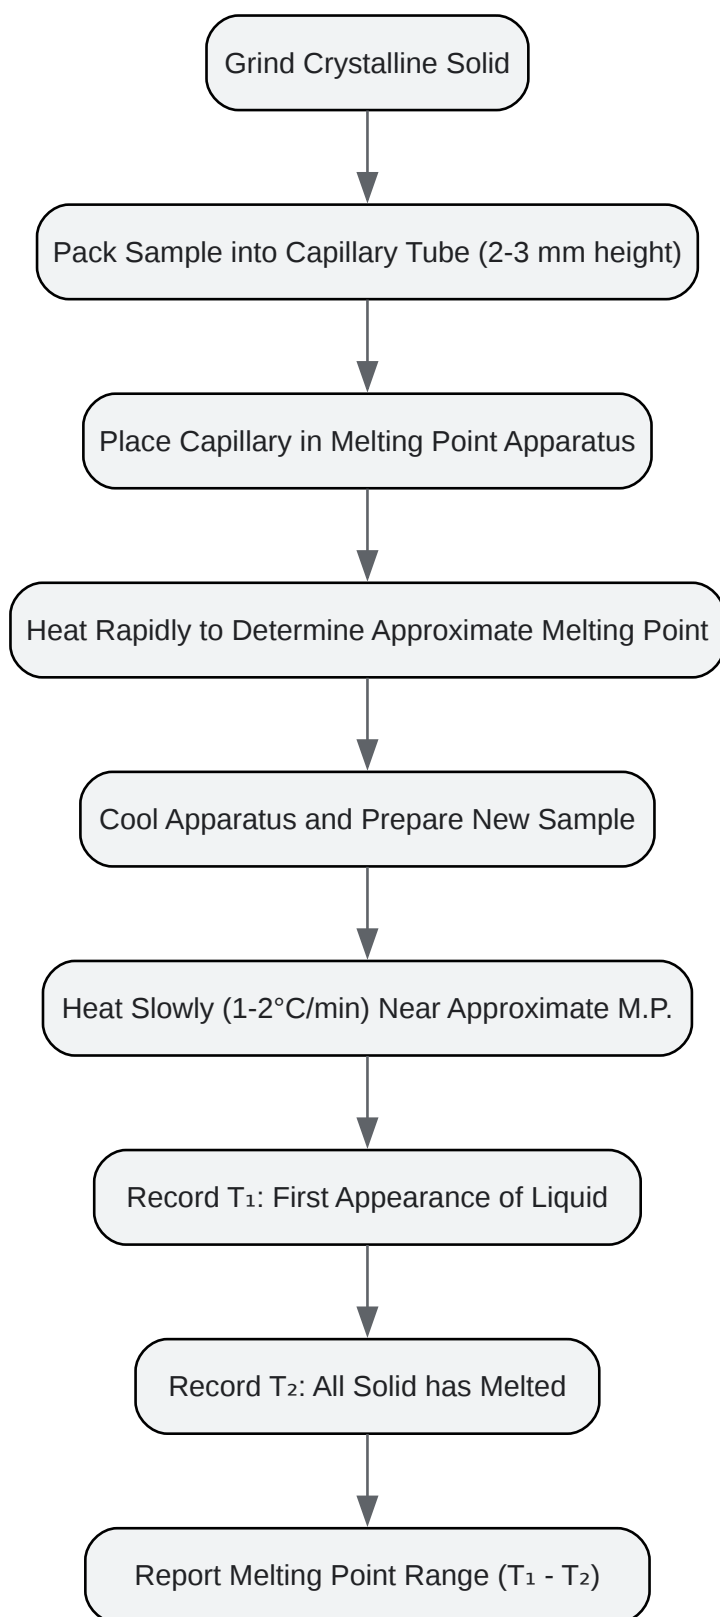 Grind Crystalline Solid
Pack Sample into Capillary Tube (2-3 mm height)
Place Capillary in Melting Point Apparatus
Heat Rapidly to Determine Approximate Melting Point
Cool Apparatus and Prepare New Sample
Heat Slowly (1-2°C/min) Near Approximate M.P.
Record T₁: First Appearance of Liquid
Record T₂: All Solid has Melted
Report Melting Point Range (T₁ - T₂)